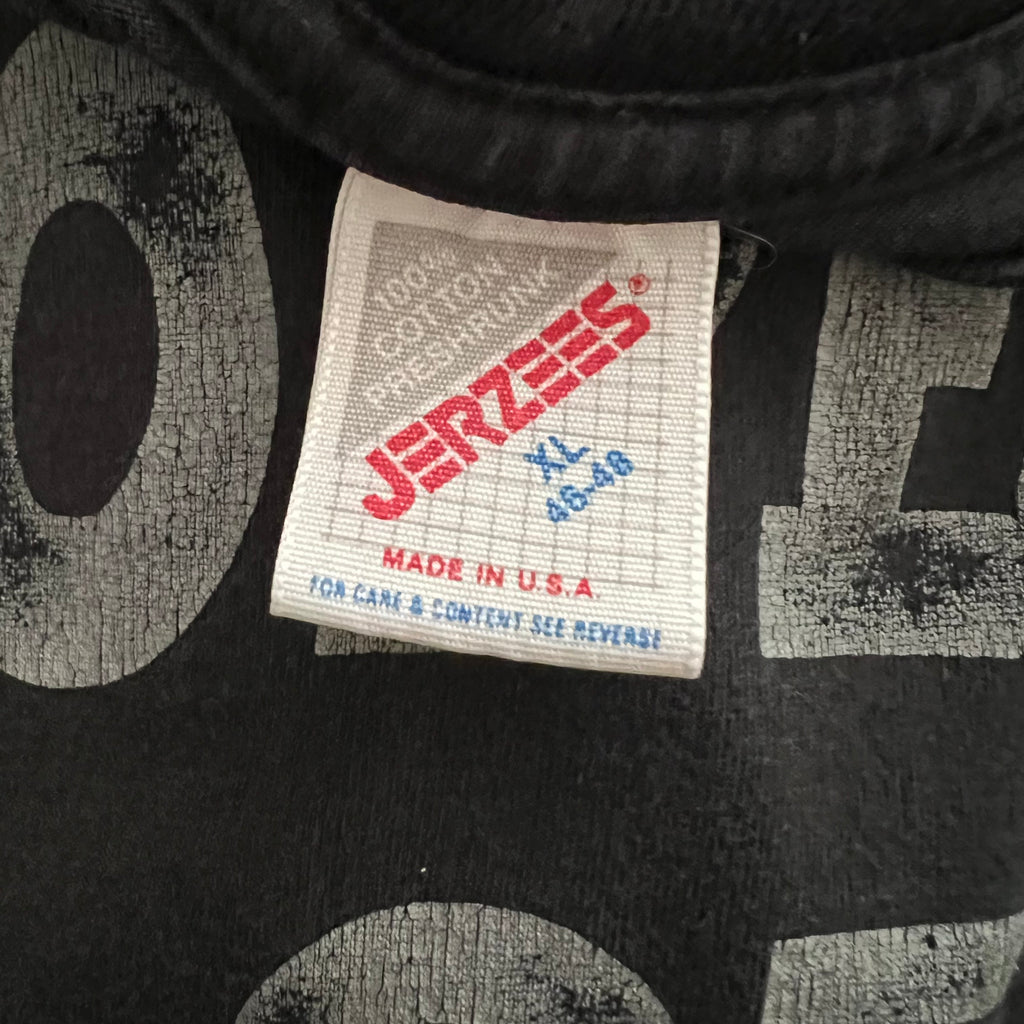 100%
COTTON
PRESHRUNK
JERZEES®
XL
46-48
MADE IN U.S.A.
FOR CARE & CONTENT SEE REVERSE